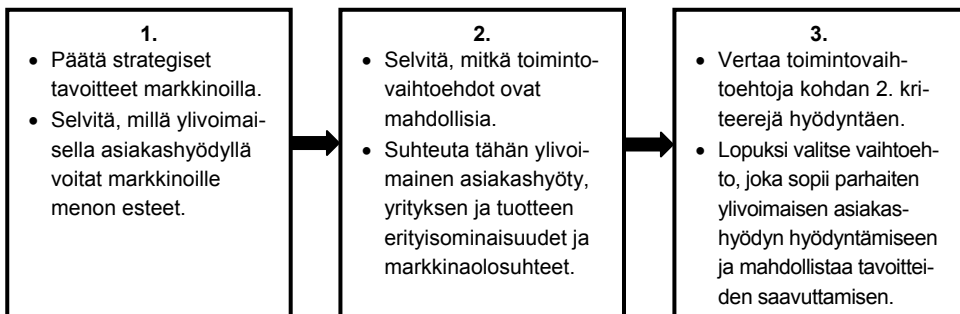 1.
• Päätä strategiset
tavoitteet markkinoilla.
• Selvitä, millä ylivoimai-
sella asiakashyödyllä
voitat markkinoille
menon esteet.
2.
• Selvitä, mitkä toiminto-
vaihtoehdot ovat
mahdollisia.
• Suhteuta tähän ylivoi-
mainen asiakashyöty,
yrityksen ja tuotteen
erityisominaisuudet ja
markkinaolosuhteet.
3.
• Vertaa toimintovaih-
toehtoja kohdan 2. kri-
teerejä hyödyntäen.
• Lopuksi valitse vaihtoeh-
to, joka sopii parhaiten
ylivoimaisen asiakas-
hyödyn hyödyntämiseen
ja mahdollistaa tavoittei-
den saavuttamisen.